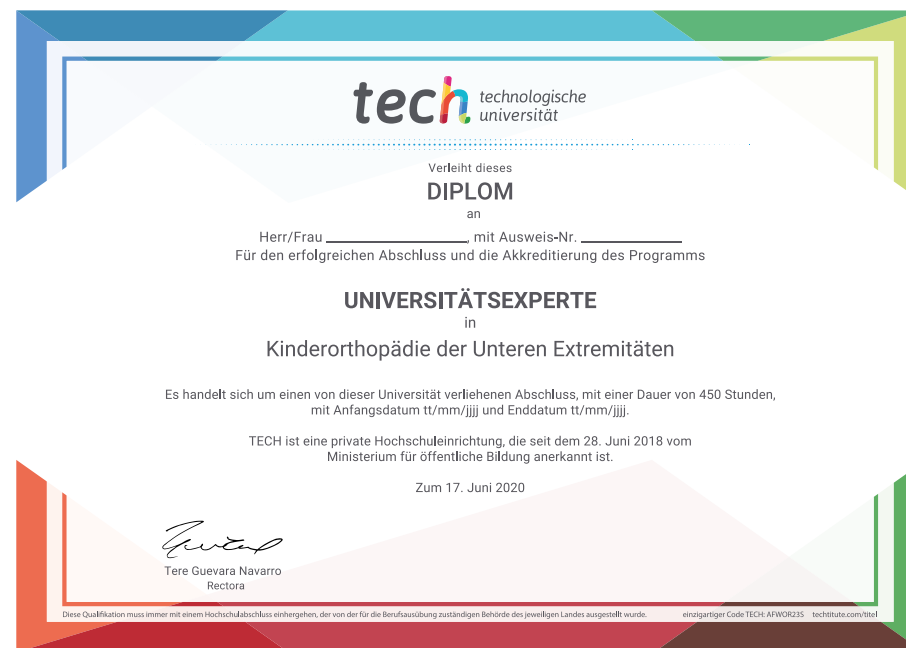 tech technologische
universität
Verleiht dieses
DIPLOM
an
Herr/Frau ____________, mit Ausweis-Nr. ____________
Für den erfolgreichen Abschluss und die Akkreditierung des Programms
UNIVERSITÄTSEXPERTE
in
Kinderorthopädie der Unteren Extremitäten
Es handelt sich um einen von dieser Universität verliehenen Abschluss, mit einer Dauer von 450 Stunden,
mit Anfangsdatum tt/mm/jjjj und Enddatum tt/mm/jjjj.
TECH ist eine private Hochschuleinrichtung, die seit dem 28. Juni 2018 vom
Ministerium für öffentliche Bildung anerkannt ist.
Zum 17. Juni 2020
Tere Guevara Navarro
Rectora
Diese Qualifikation muss immer mit einem Hochschulabschluss einhergehen, der von der für die Berufsausübung zuständigen Behörde des jeweiligen Landes ausgestellt wurde. einzigartiger Code TECH: AFWOR23S techtitute.com/titel